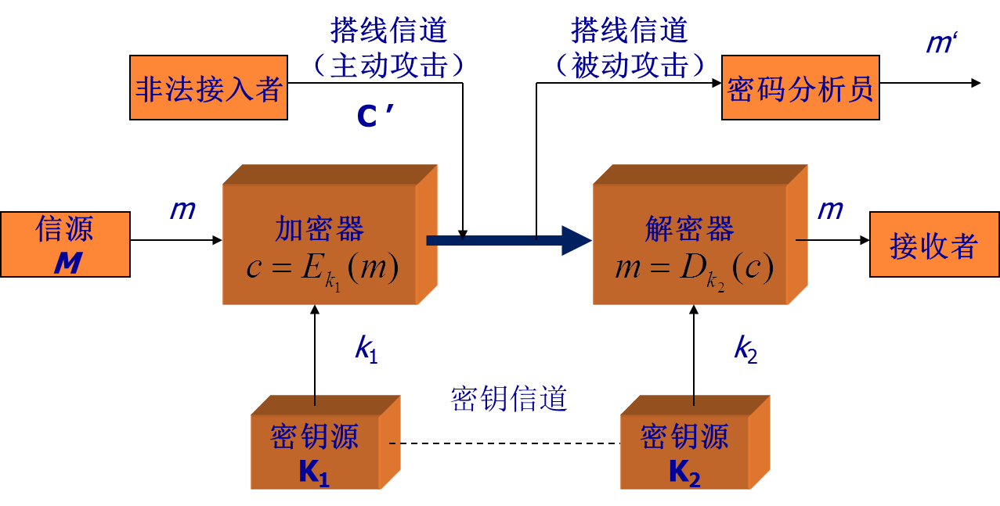 搭线信道
（主动攻击）
搭线信道
（被动攻击）
m‘
非法接入者
密码分析员
C ′
m
m
信源
M
加密器
c = E_{k_1}(m)
解密器
m = D_{k_2}(c)
接收者
k1
k2
密钥信道
密钥源
K1
密钥源
K2